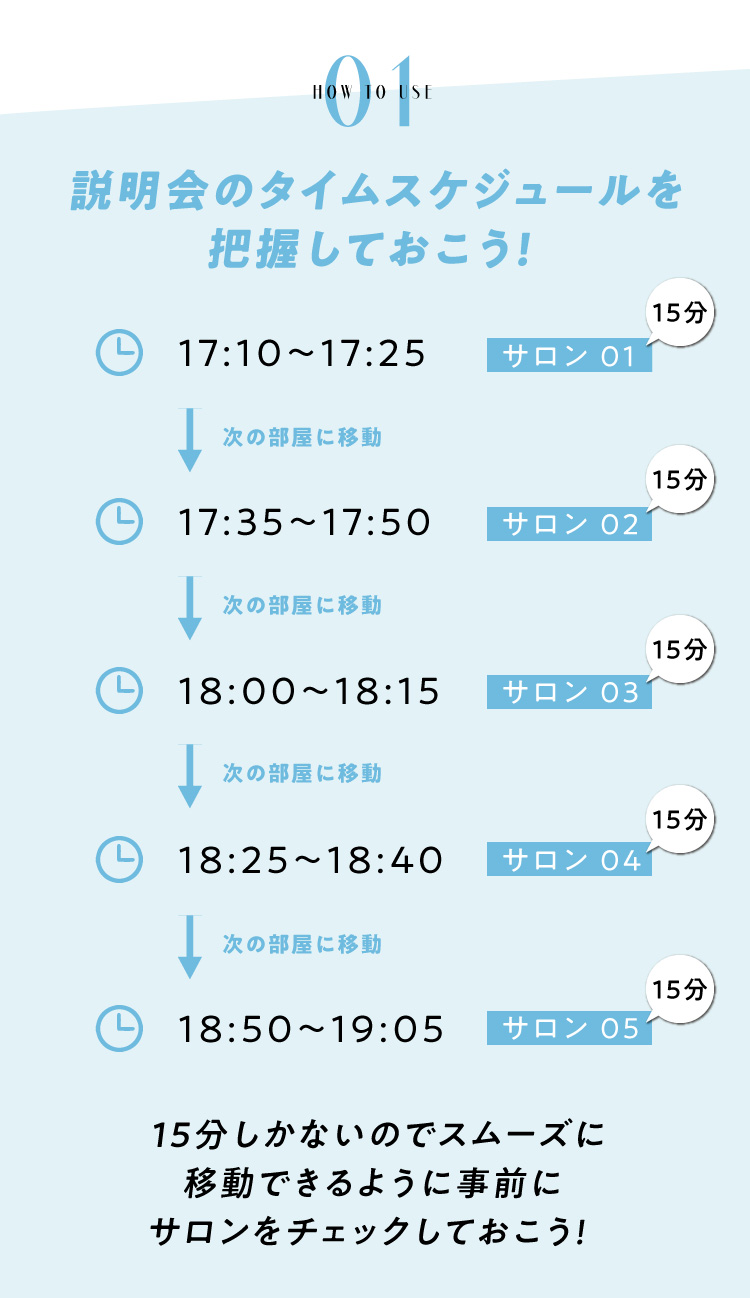 01
HOW TO USE
説明会のタイムスケジュールを
把握しておこう!
15分
17:10〜17:25 サロン 01
次の部屋に移動
15分
17:35〜17:50 サロン 02
次の部屋に移動
15分
18:00〜18:15 サロン 03
次の部屋に移動
15分
18:25〜18:40 サロン 04
次の部屋に移動
15分
18:50〜19:05 サロン 05
15分しかないのでスムーズに
移動できるように事前に
サロンをチェックしておこう!